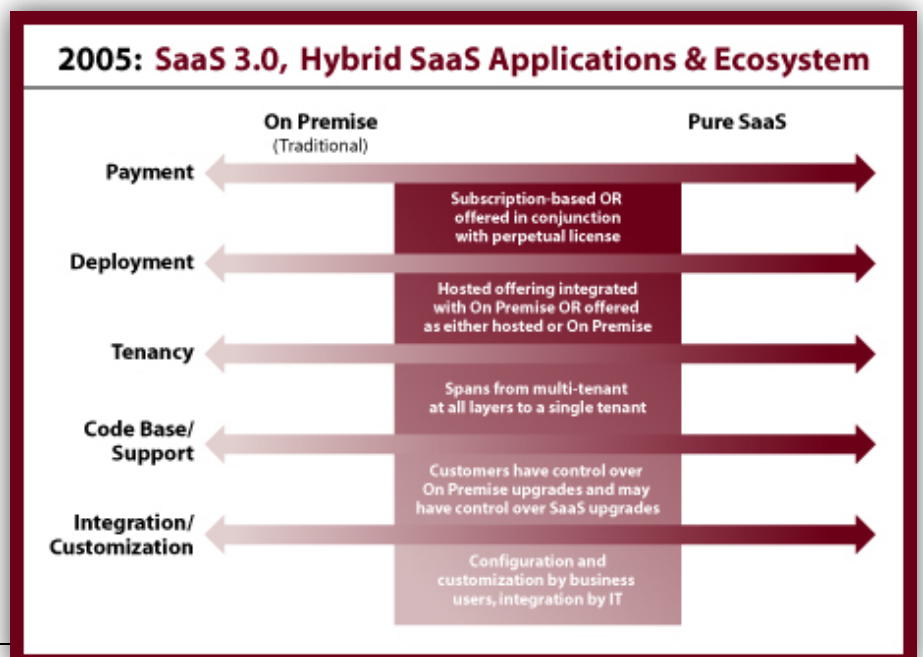 2005: SaaS 3.0, Hybrid SaaS Applications & Ecosystem
On Premise
(Traditional)
Pure SaaS
Payment
Subscription-based OR
offered in conjunction
with perpetual license
Deployment
Hosted offering integrated
with On Premise OR offered
as either hosted or On Premise
Tenancy
Spans from multi-tenant
at all layers to a single tenant
Code Base/
Support
Customers have control over
On Premise upgrades and may
have control over SaaS upgrades
Integration/
Customization
Configuration and
customization by business
users, integration by IT